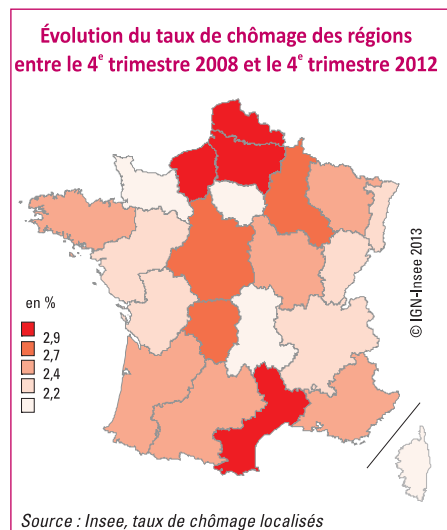 Évolution du taux de chômage des régions
entre le 4e trimestre 2008 et le 4e trimestre 2012
© IGN-Insee 2013
en %
2,9
2,7
2,4
2,2
Source : Insee, taux de chômage localisés